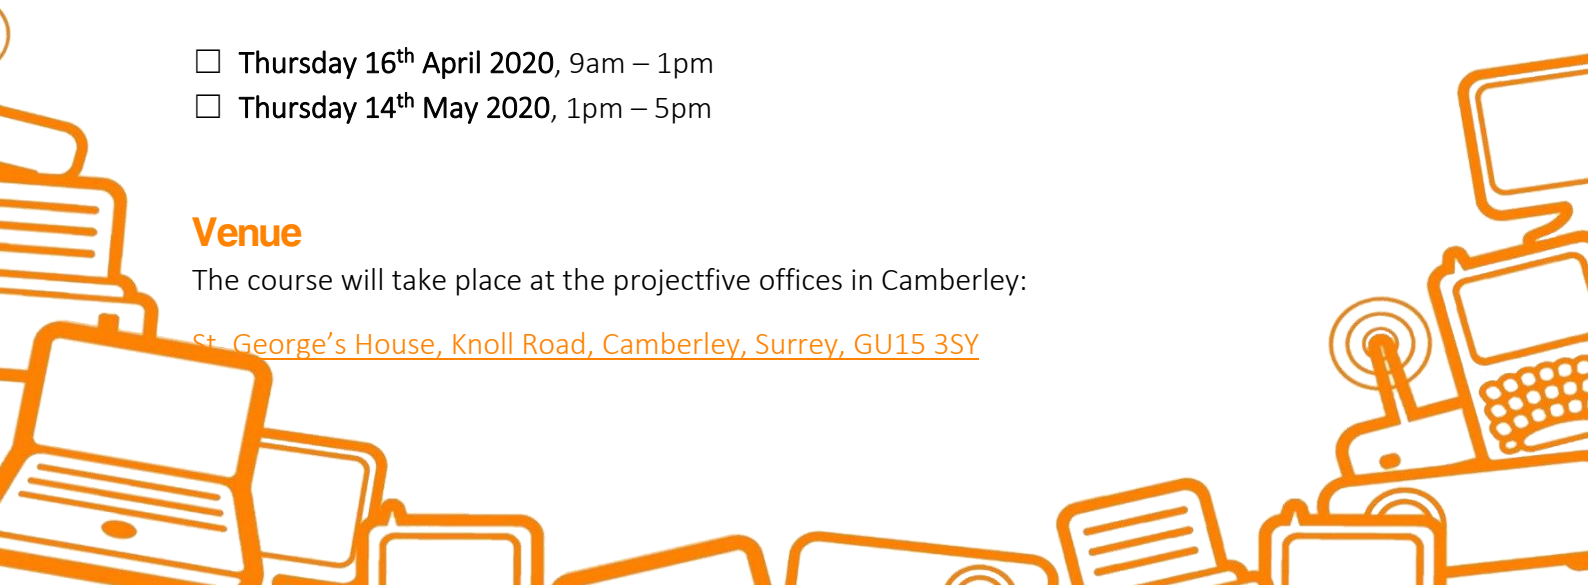 ☐ Thursday 16th April 2020, 9am – 1pm
☐ Thursday 14th May 2020, 1pm – 5pm
Venue
The course will take place at the projectfive offices in Camberley:
St. George’s House, Knoll Road, Camberley, Surrey, GU15 3SY